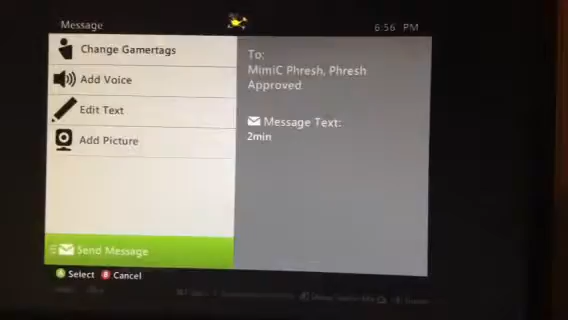 Message
6:56 PM
Change Gamertags
Add Voice
Edit Text
Add Picture
Send Message
To:
MimiC Phresh, Phresh
Approved
Message Text:
2min
A Select B Cancel